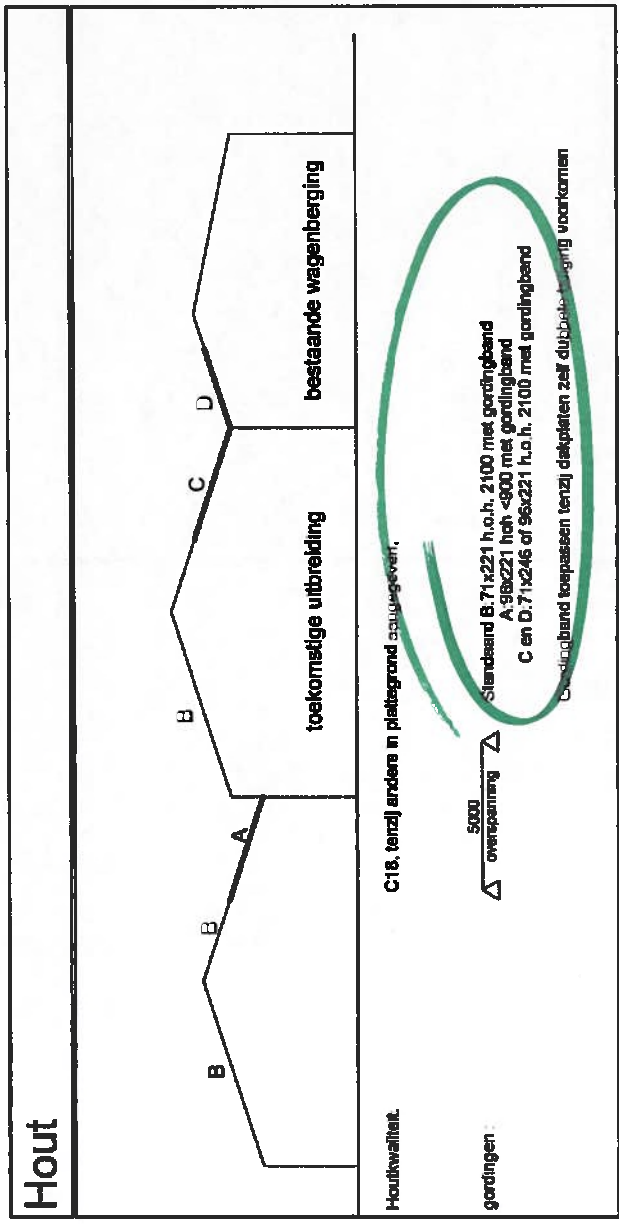 Hout
B
B
A
B
C
D
toekomstige uitbreiding
bestaande wagenberging
Houtkwaliteit.
C18, tenzij andere in plattegrond aangegeven,
gordingen :
5000
overspanning
Standaard B.71x221 h.o.h. 2100 met gordingband
A:96x221 hoh <900 met gordingband
C en D.71x246 of 96x221 h.o.h. 2100 met gordingband
Gordingband toepassen tenzij dakplaten zelf dubbele buiging voorkomen